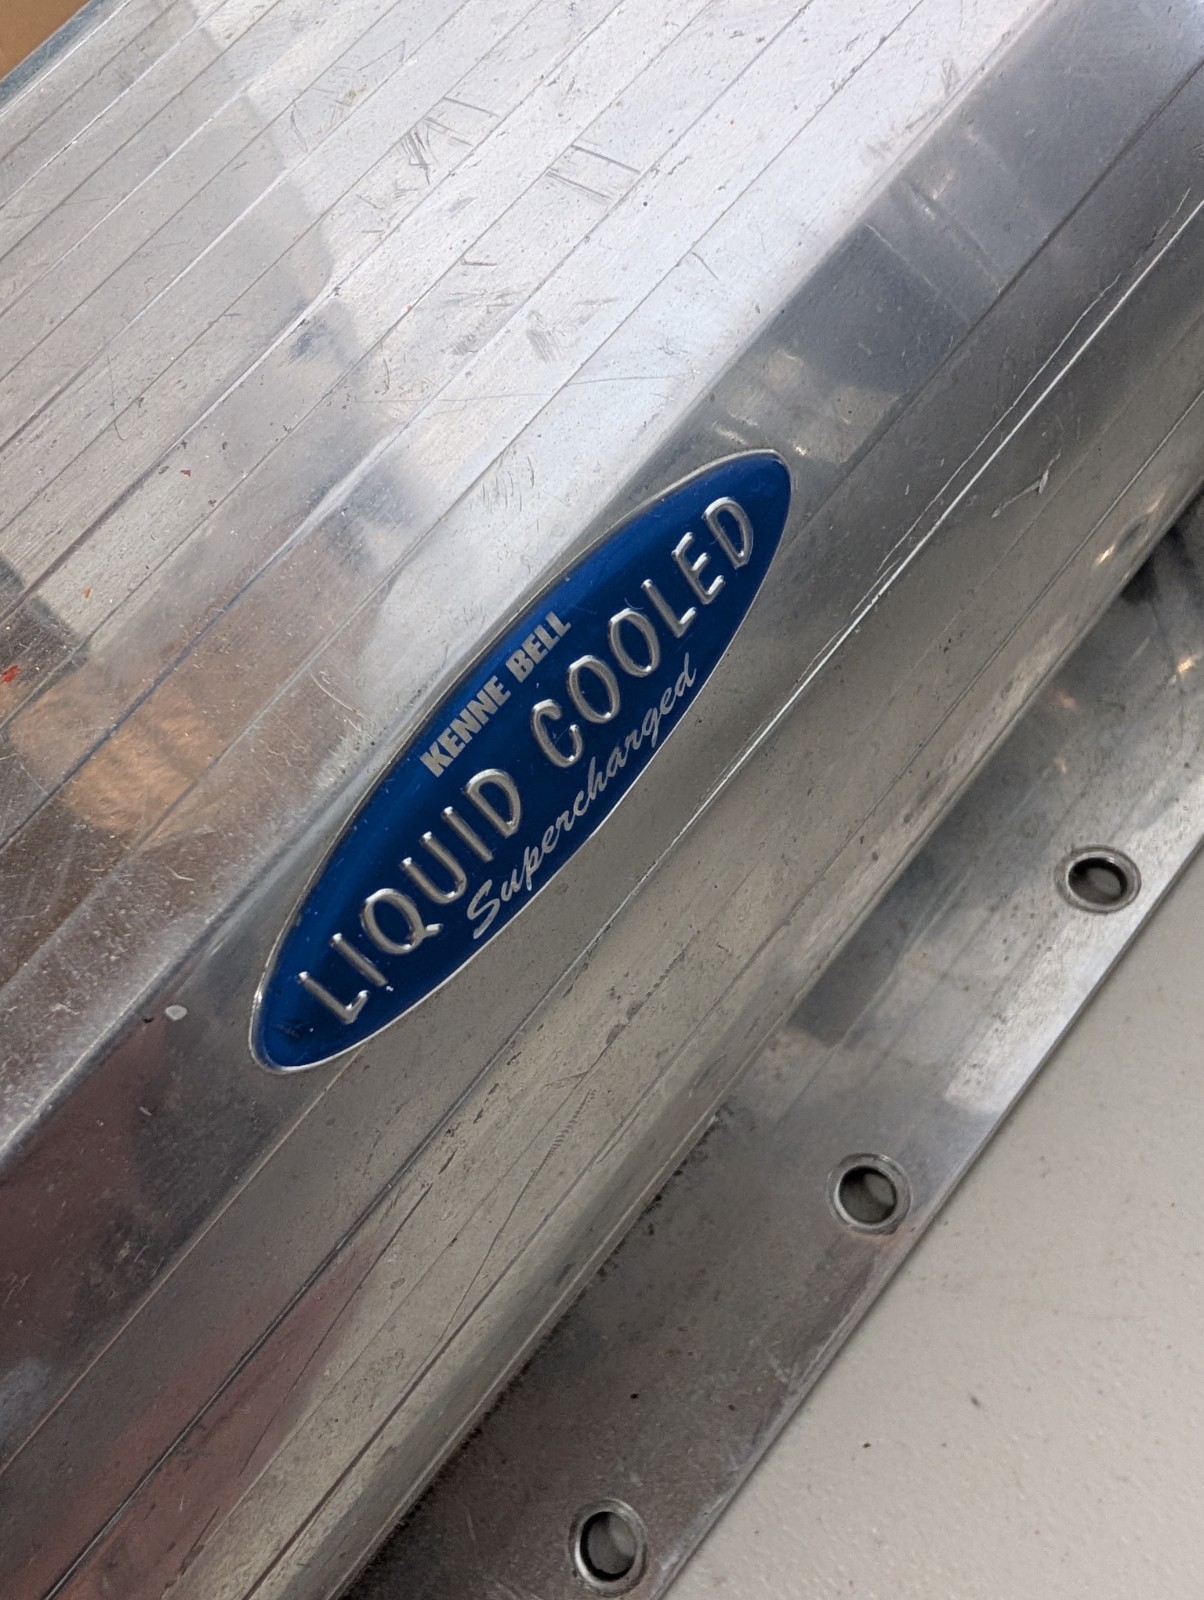 KENNE BELL
LIQUID COOLED
Supercharged